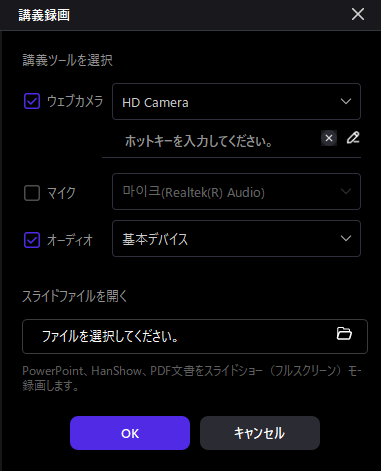 講義録画
講義ツールを選択
ウェブカメラ HD Camera
ホットキーを入力してください。
マイク 마이크(Realtek(R) Audio)
オーディオ 基本デバイス
スライドファイルを開く
ファイルを選択してください。
PowerPoint、HanShow、PDF文書をスライドショー（フルスクリーン）モ-
録画します。
OK キャンセル